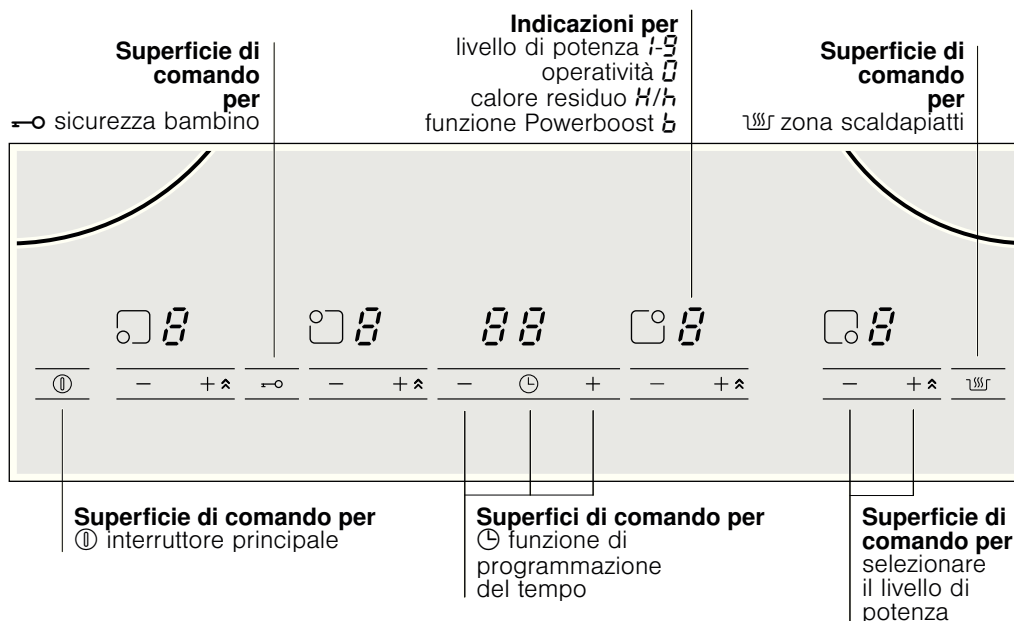 Superficie di
comando
per
sicurezza bambino
Indicazioni per
livello di potenza 1-9
operatività 0
calore residuo H/h
funzione Powerboost b
Superficie di
comando
per
zona scaldapiatti
8 8 88 8 8
− + − + − + − + − +
Superficie di comando per
interruttore principale
Superfici di comando per
funzione di
programmazione
del tempo
Superficie di
comando per
selezionare
il livello di
potenza